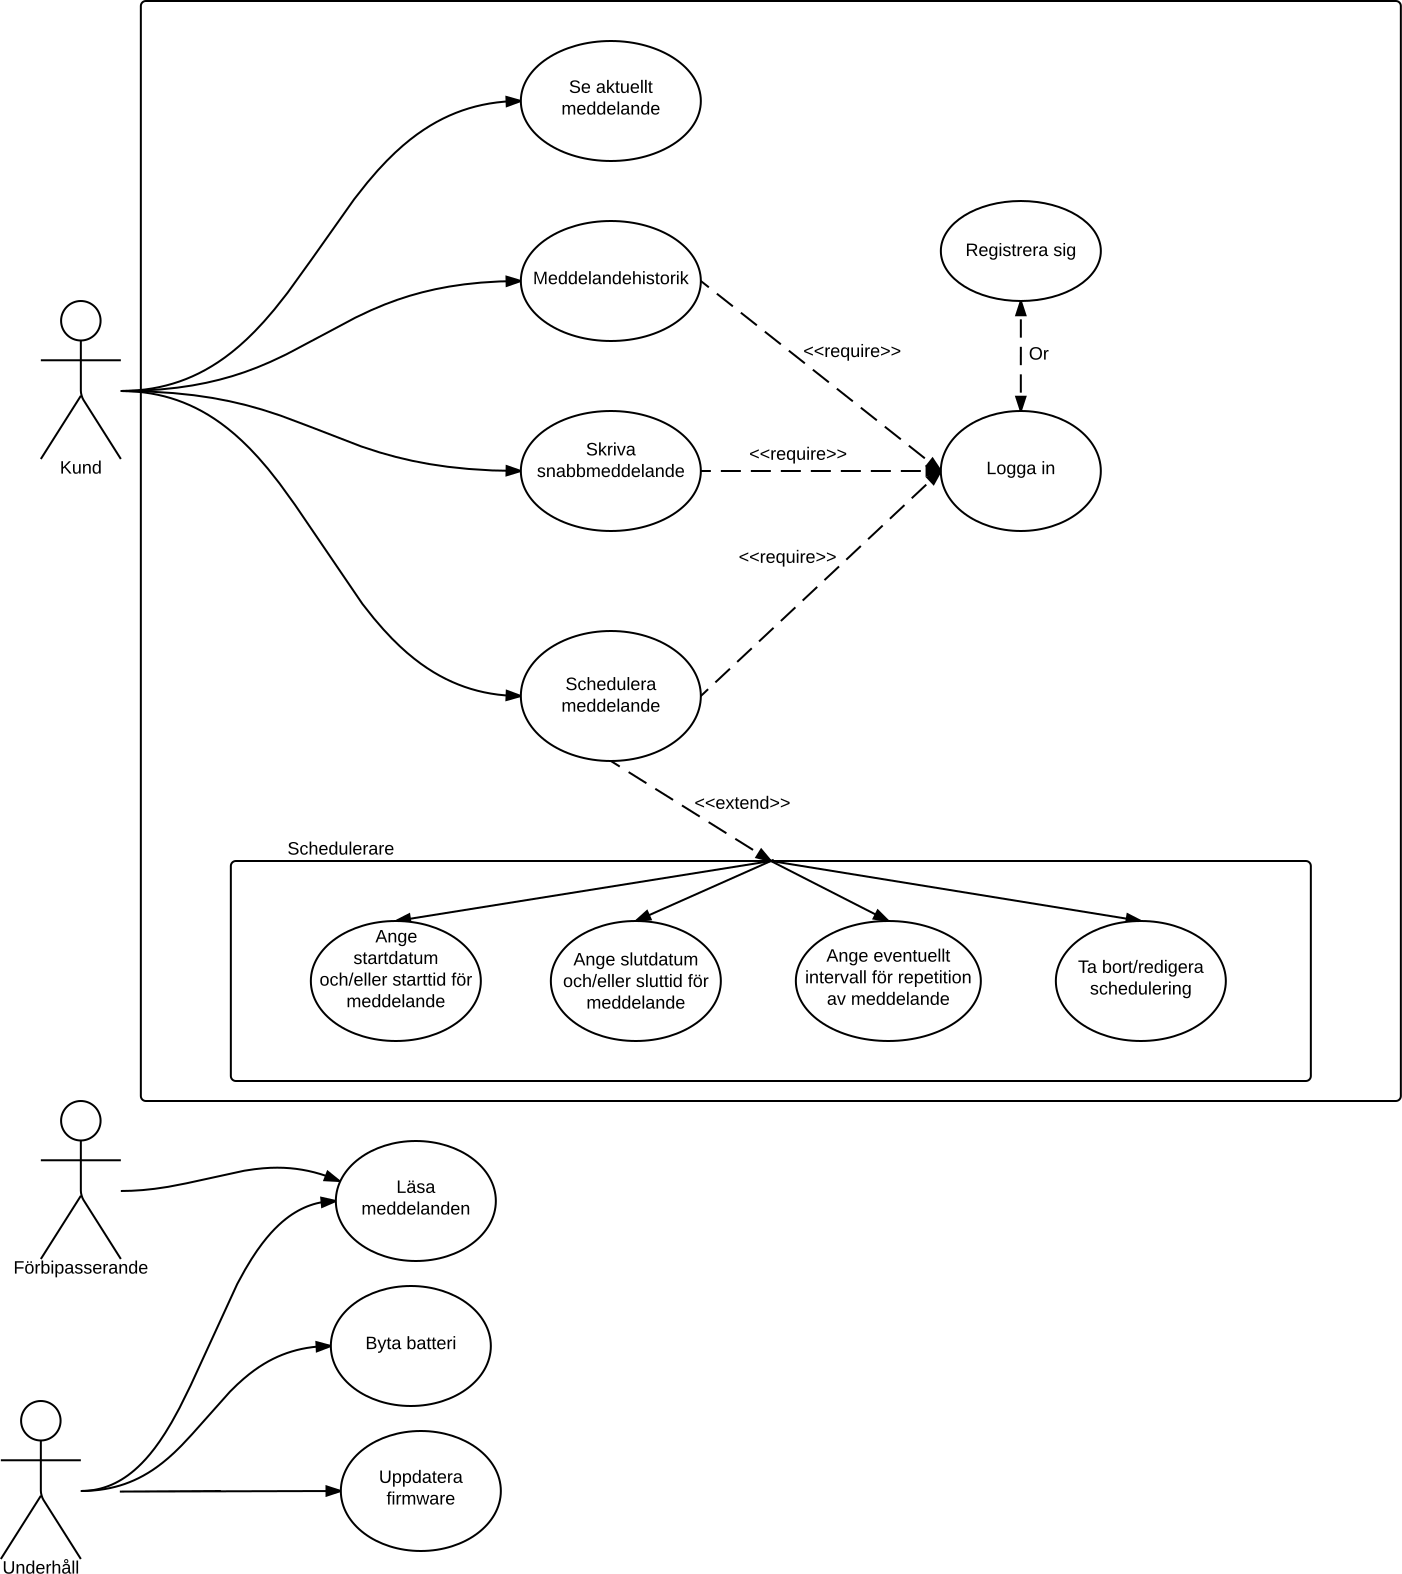 Se aktuellt
meddelande
Registrera sig
Meddelandehistorik
<<require>>
Or
Kund
Skriva
snabbmeddelande
<<require>>
Logga in
<<require>>
Schedulera
meddelande
<<extend>>
Schedulerare
Ange
startdatum
och/eller starttid för
meddelande
Ange slutdatum
och/eller sluttid för
meddelande
Ange eventuellt
intervall för repetition
av meddelande
Ta bort/redigera
schedulering
Läsa
meddelanden
Förbipasserande
Byta batteri
Uppdatera
firmware
Underhåll